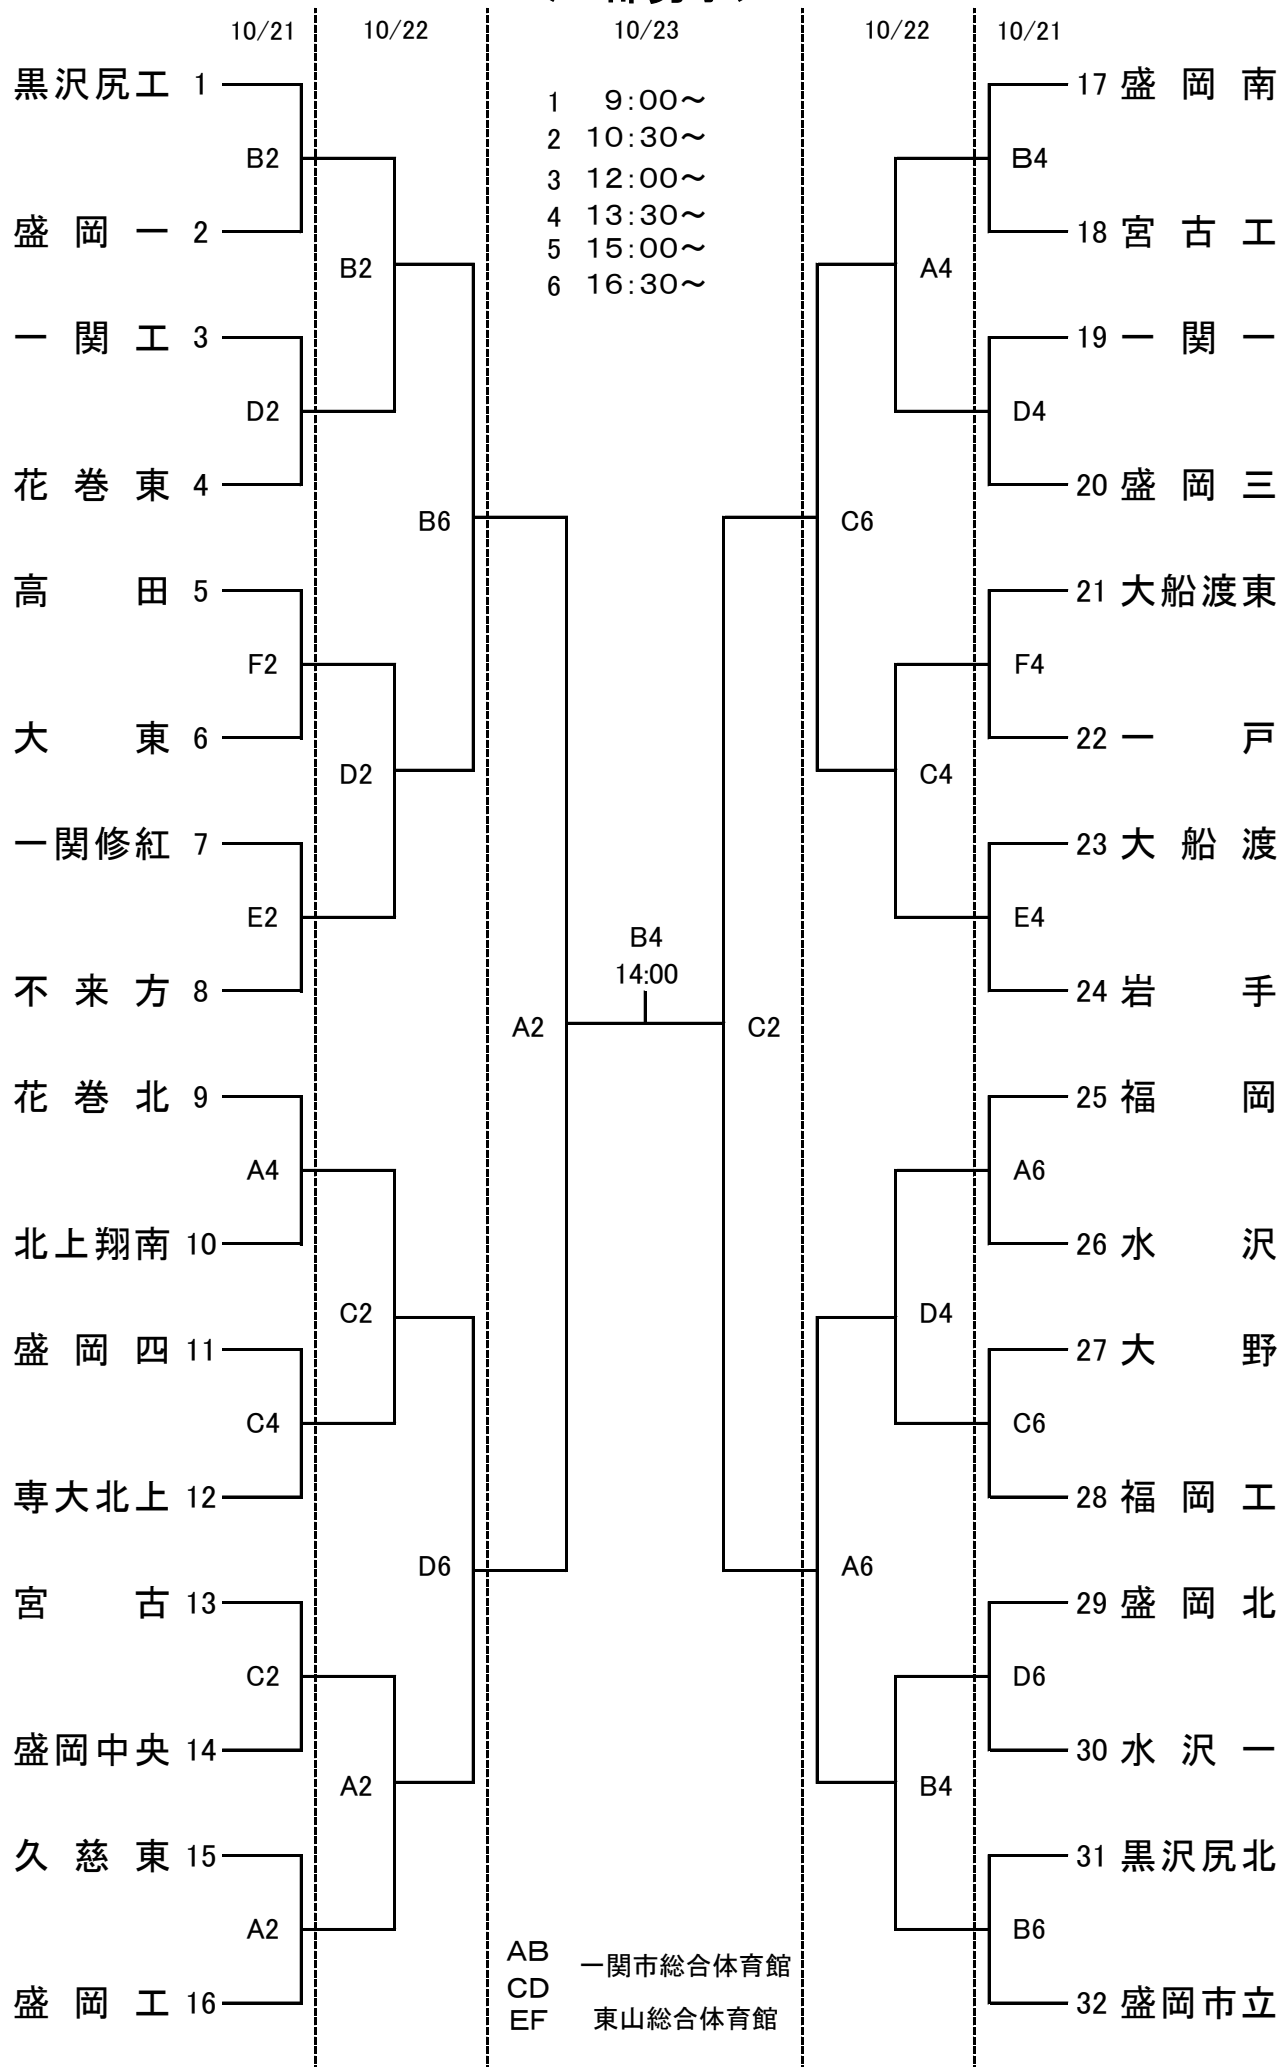 10/21 10/22 10/23 10/22 10/21
1 9:00～
2 10:30～
3 12:00～
4 13:30～
5 15:00～
6 16:30～
黒沢尻工 1
B2
盛岡一 2
B2
一関工 3
D2
花巻東 4
B6
高田 5
F2
大東 6
D2
一関修紅 7
E2
不来方 8
A2
花巻北 9
A4
北上翔南 10
C2
盛岡四 11
C4
専大北上 12
D6
宮古 13
C2
盛岡中央 14
A2
久慈東 15
A2
盛岡工 16
B4
14:00
17 盛岡南
B4
18 宮古工
A4
19 一関一
D4
20 盛岡三
C6
21 大船渡東
F4
22 一戸
C4
23 大船渡
E4
24 岩手
C2
25 福岡
A6
26 水沢
D4
27 大野
C6
28 福岡工
A6
29 盛岡北
D6
30 水沢一
B4
31 黒沢尻北
B6
32 盛岡市立
AB
CD 一関市総合体育館
EF 東山総合体育館